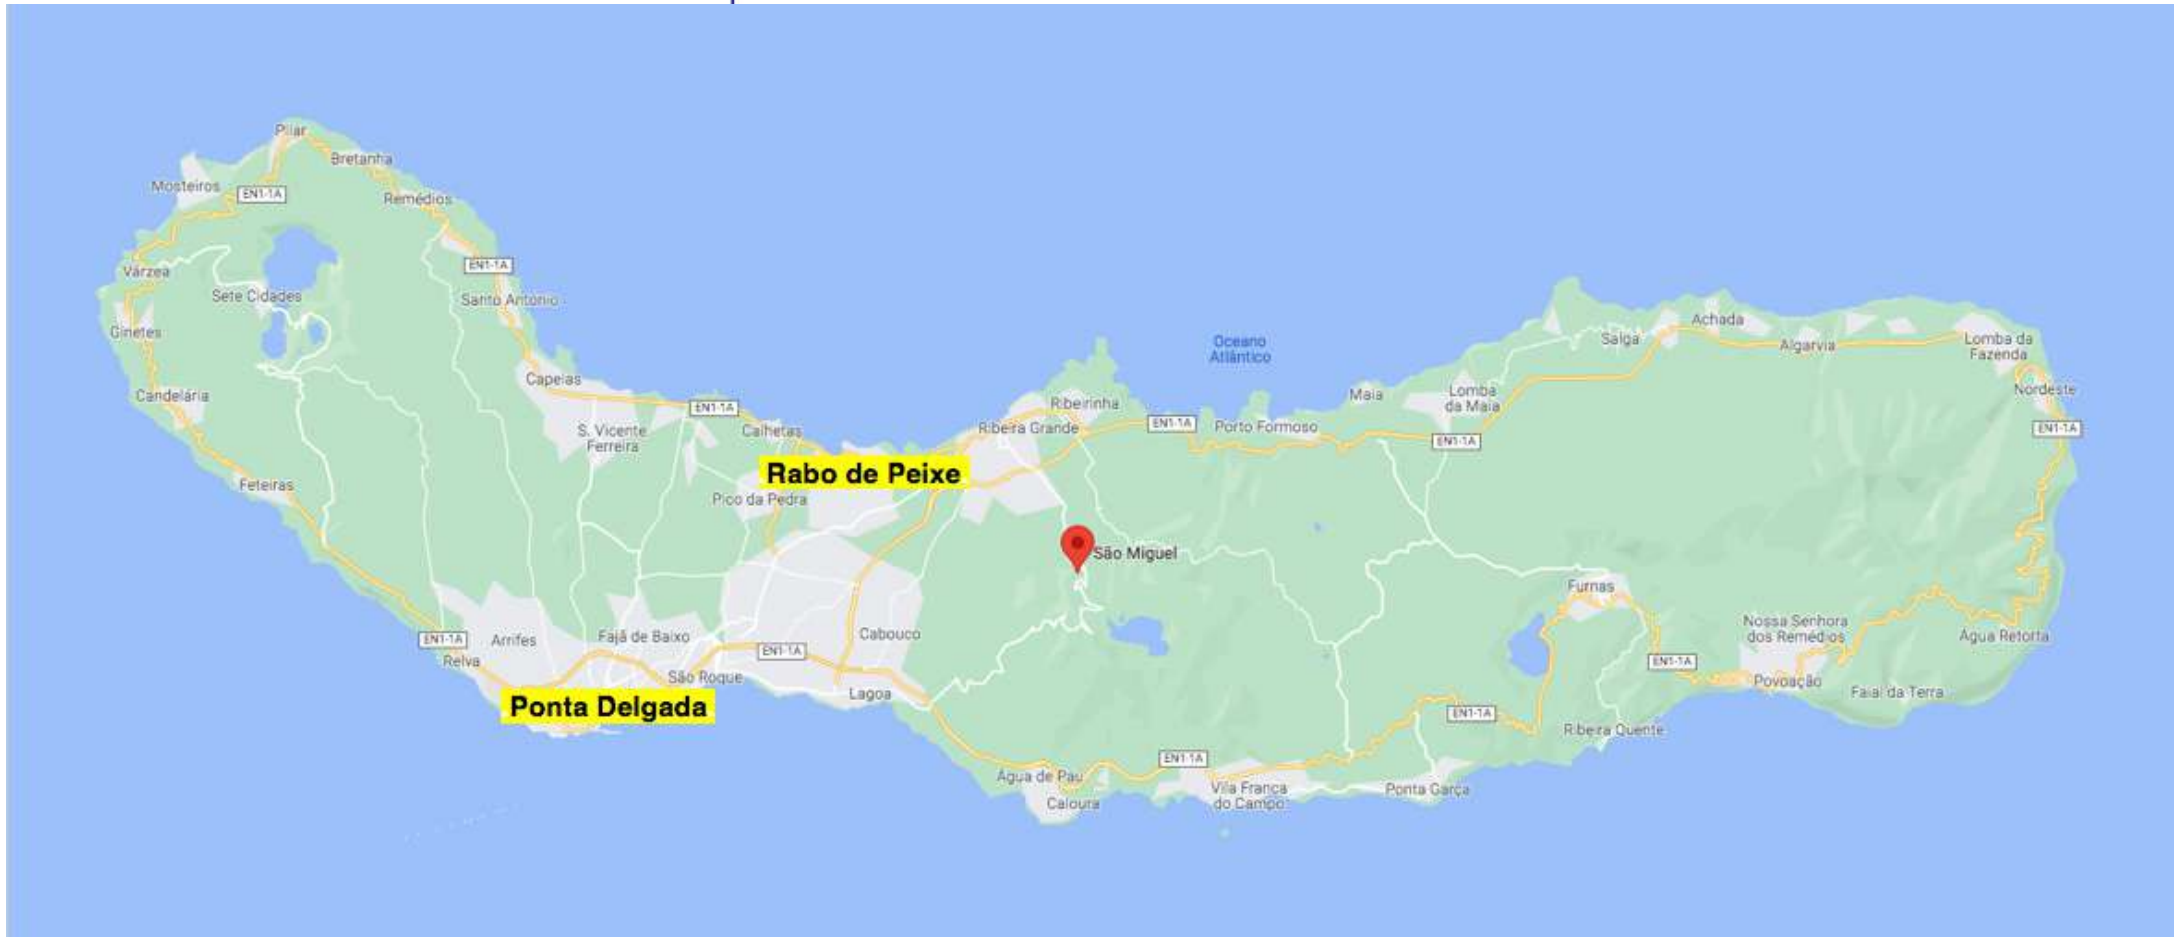 Pilar
Bretanha
Mosteiros
EN1-1A
Remédios
Várzea
EN1-1A
Sete Cidades
Santo António
Ginetes
Oceano
Atlântico
Achada
Salga
Algarvia
Lomba da
Fazenda
Capelas
Candelária
Nordeste
Maia
Lomba
da Maia
Ribeirinha
EN1-1A
EN1-1A
Porto Formoso
Ribeira Grande
S. Vicente
Ferreira
Calhetas
EN1-1A
EN1-1A
Rabo de Peixe
Feteiras
Pico da Pedra
São Miguel
Furnas
Nossa Senhora
dos Remédios
Água Retorta
EN1-1A
Arrifes
Fajã de Baixo
Cabouco
EN1-1A
Relva
EN1-1A
São Roque
Povoação
Faial da Terra
Lagoa
Ponta Delgada
EN1-1A
Ribeira Quente
EN1-1A
Água de Pau
Caloura
Vila Franca
do Campo
Ponta Garça